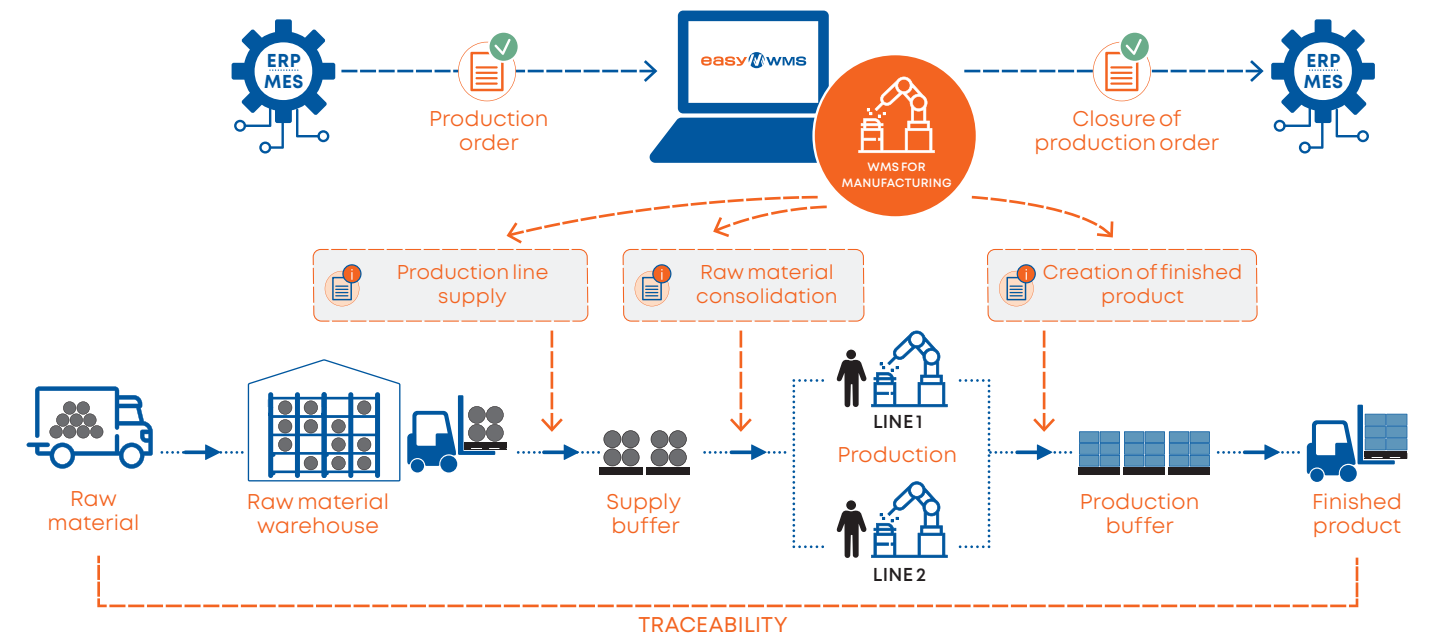 ERP
MES
Production
order
easy WMS
WMS FOR
MANUFACTURING
Closure of
production order
ERP
MES
i
Production line
supply
i
Raw material
consolidation
i
Creation of finished
product
LINE 1
Production
LINE 2
Raw
material
Raw material
warehouse
Supply
buffer
Production
buffer
Finished
product
TRACEABILITY